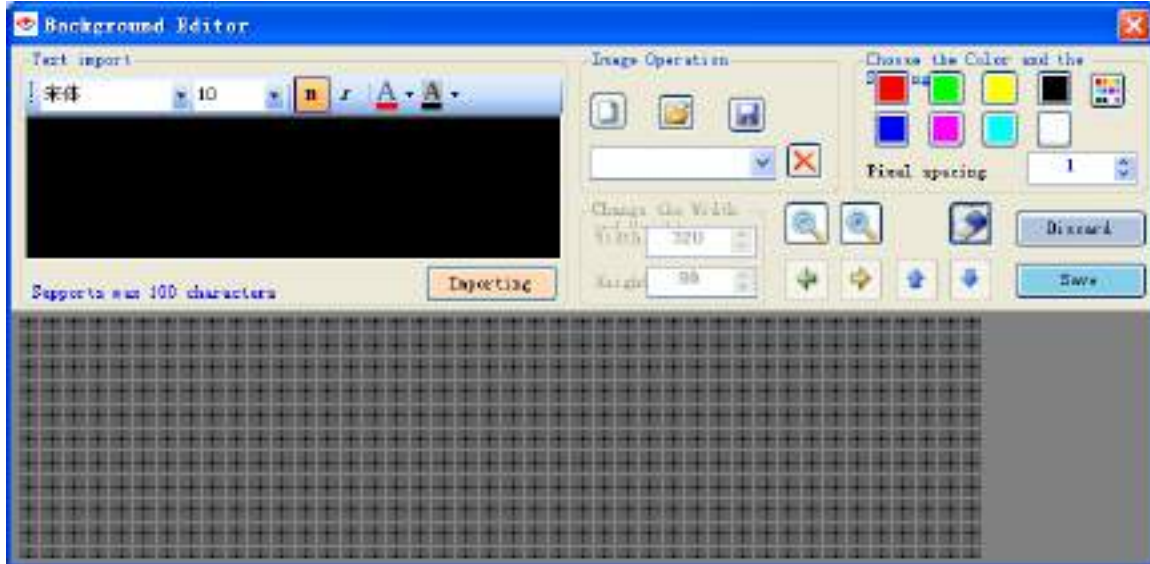 Background Editor
Text import
宋体
10
B
I
A
A
Supports max 100 characters
Importing
Image Operation
Change the Width
Width
320
Height
Choose the Color and the
Pixel spacing
1
Discard
Save